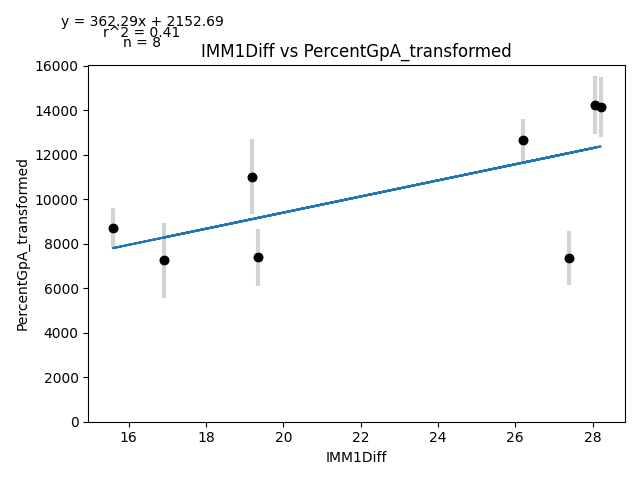 y = 362.29x + 2152.69
r^2 = 0.41
n = 8
IMM1Diff vs PercentGpA_transformed
16000
14000
12000
10000
8000
6000
4000
2000
0
PercentGpA_transformed
16
18
20
22
24
26
28
IMM1Diff